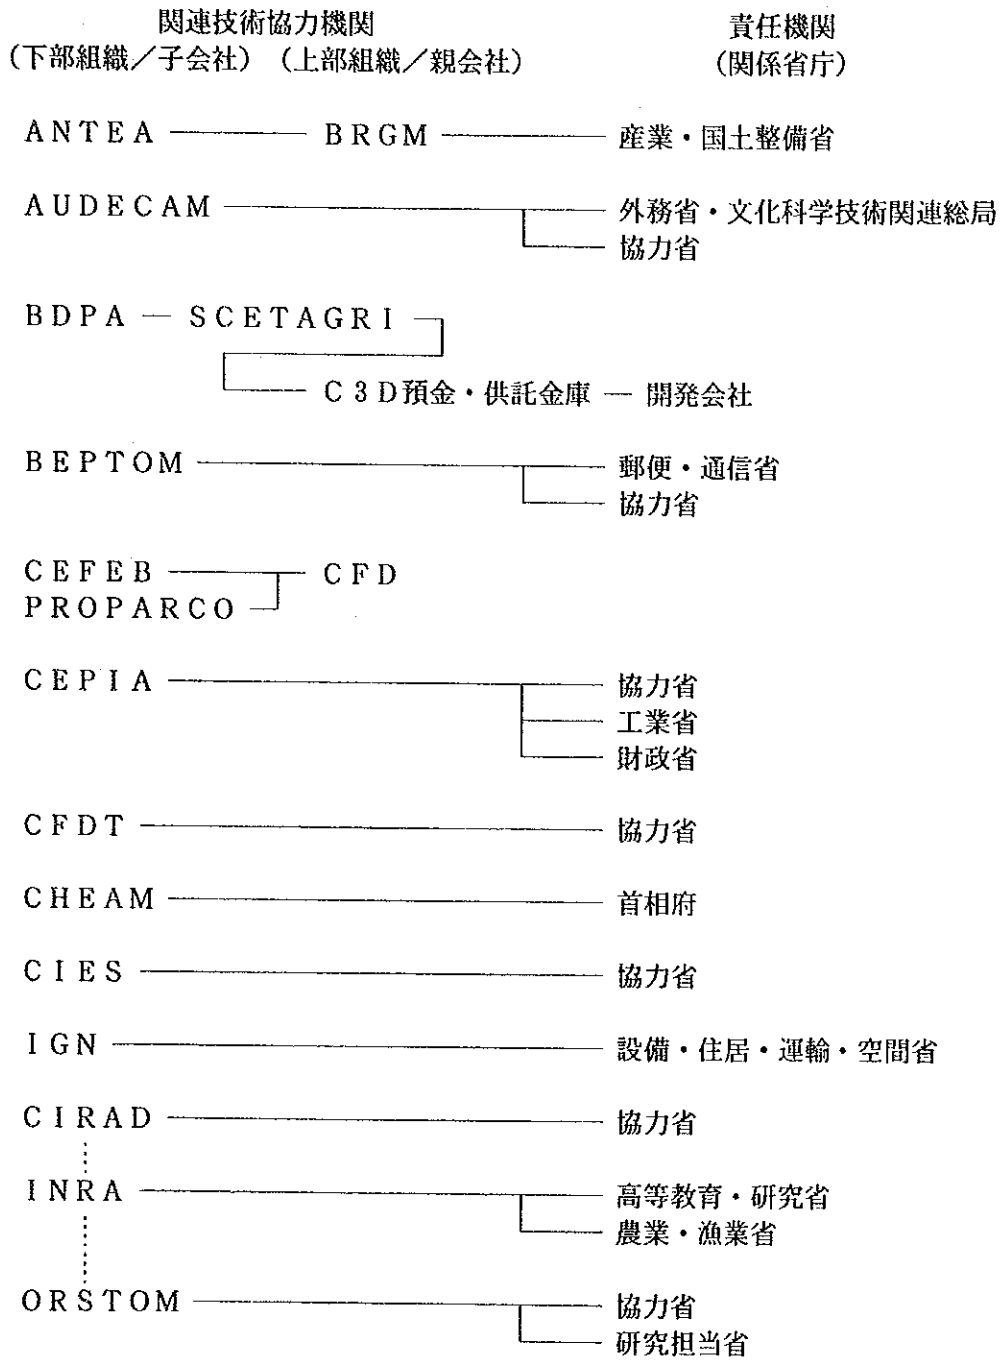 関連技術協力機関 責任機関
(下部組織/子会社) (上部組織/親会社) (関係省庁)
ANTEA BRGM 産業・国土整備省
AUDECAM 外務省・文化科学技術関連総局
協力省
BDPA SCETAGRI
C3D預金・供託金庫 開発会社
BEPTOM 郵便・通信省
協力省
CEFEB CFD
PROPARCO
CEPIA 協力省
工業省
財政省
CFDT 協力省
CHEAM 首相府
CIES 協力省
IGN 設備・住居・運輸・空間省
CIRAD 協力省
INRA 高等教育・研究省
農業・漁業省
ORSTOM 協力省
研究担当省